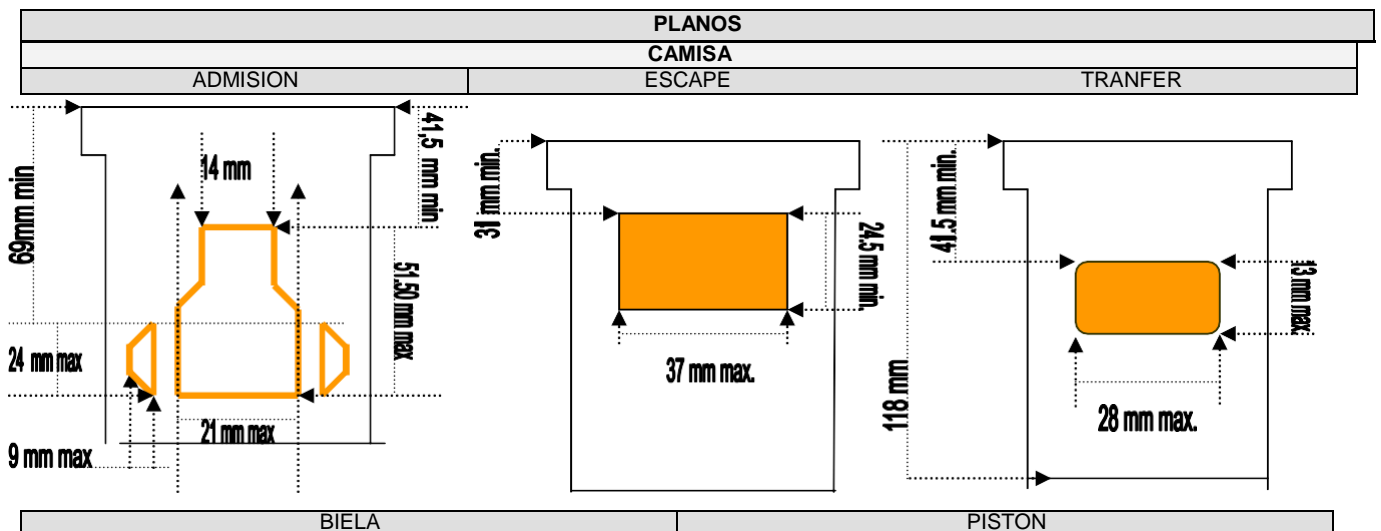 PLANOS
CAMISA
ADMISION
ESCAPE
TRANFER
69mm min
14 mm
41,5 mm min
51.50 mm max
24 mm max
21 mm max
9 mm max
31 mm min.
24.5 mm min.
37 mm max.
41.5 mm min.
13 mm max.
118 mm
28 mm max.
BIELA
PISTON